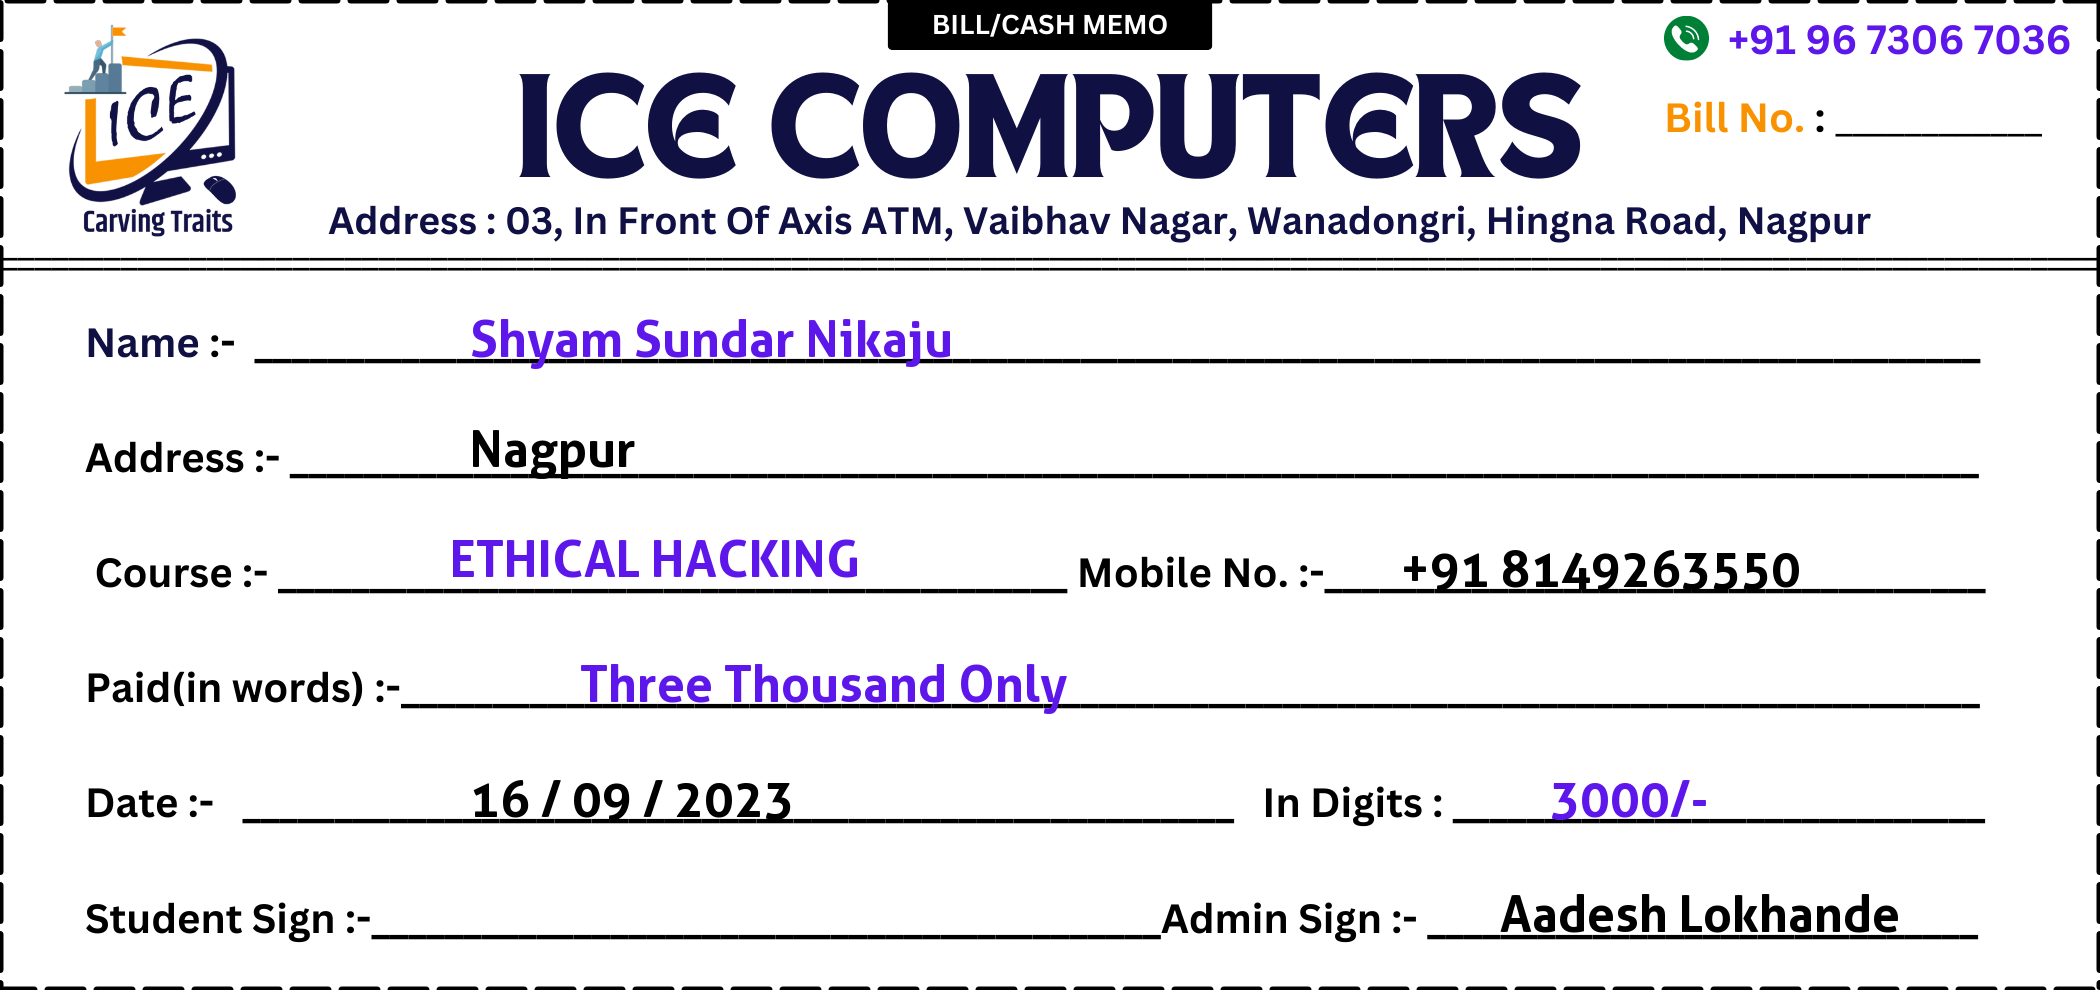 BILL/CASH MEMO
+91 96 7306 7036
ICE
Carving Traits
ICE COMPUTERS
Bill No. : __________
Address : 03, In Front Of Axis ATM, Vaibhav Nagar, Wanadongri, Hingna Road, Nagpur
Name :- Shyam Sundar Nikaju
Address :- Nagpur
Course :- ETHICAL HACKING Mobile No. :- +91 8149263550
Paid(in words) :- Three Thousand Only
Date :- 16 / 09 / 2023 In Digits : 3000/-
Student Sign :- Admin Sign :- Aadesh Lokhande